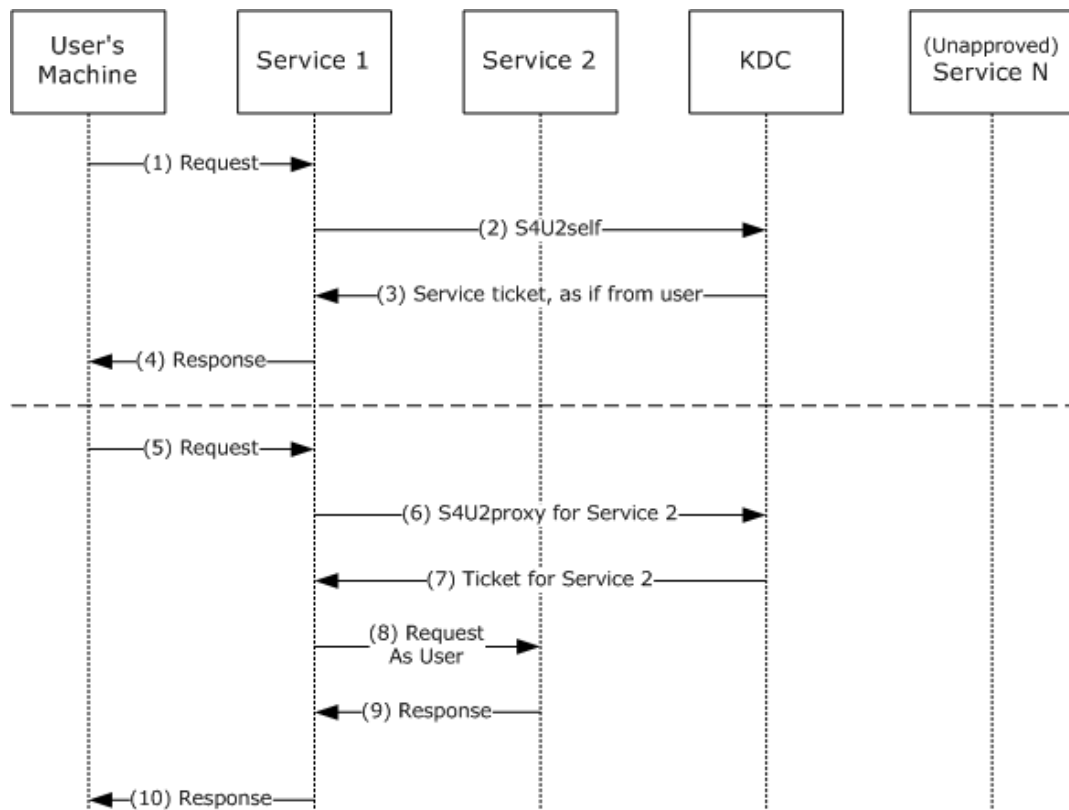 User's
Machine
Service 1
Service 2
KDC
(Unapproved)
Service N
(1) Request
(2) S4U2self
(3) Service ticket, as if from user
(4) Response
(5) Request
(6) S4U2proxy for Service 2
(7) Ticket for Service 2
(8) Request
As User
(9) Response
(10) Response